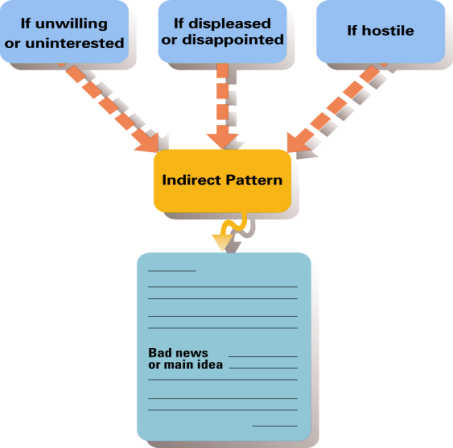 If unwilling
or uninterested
If displeased
or disappointed
If hostile
Indirect Pattern
Bad news
or main idea